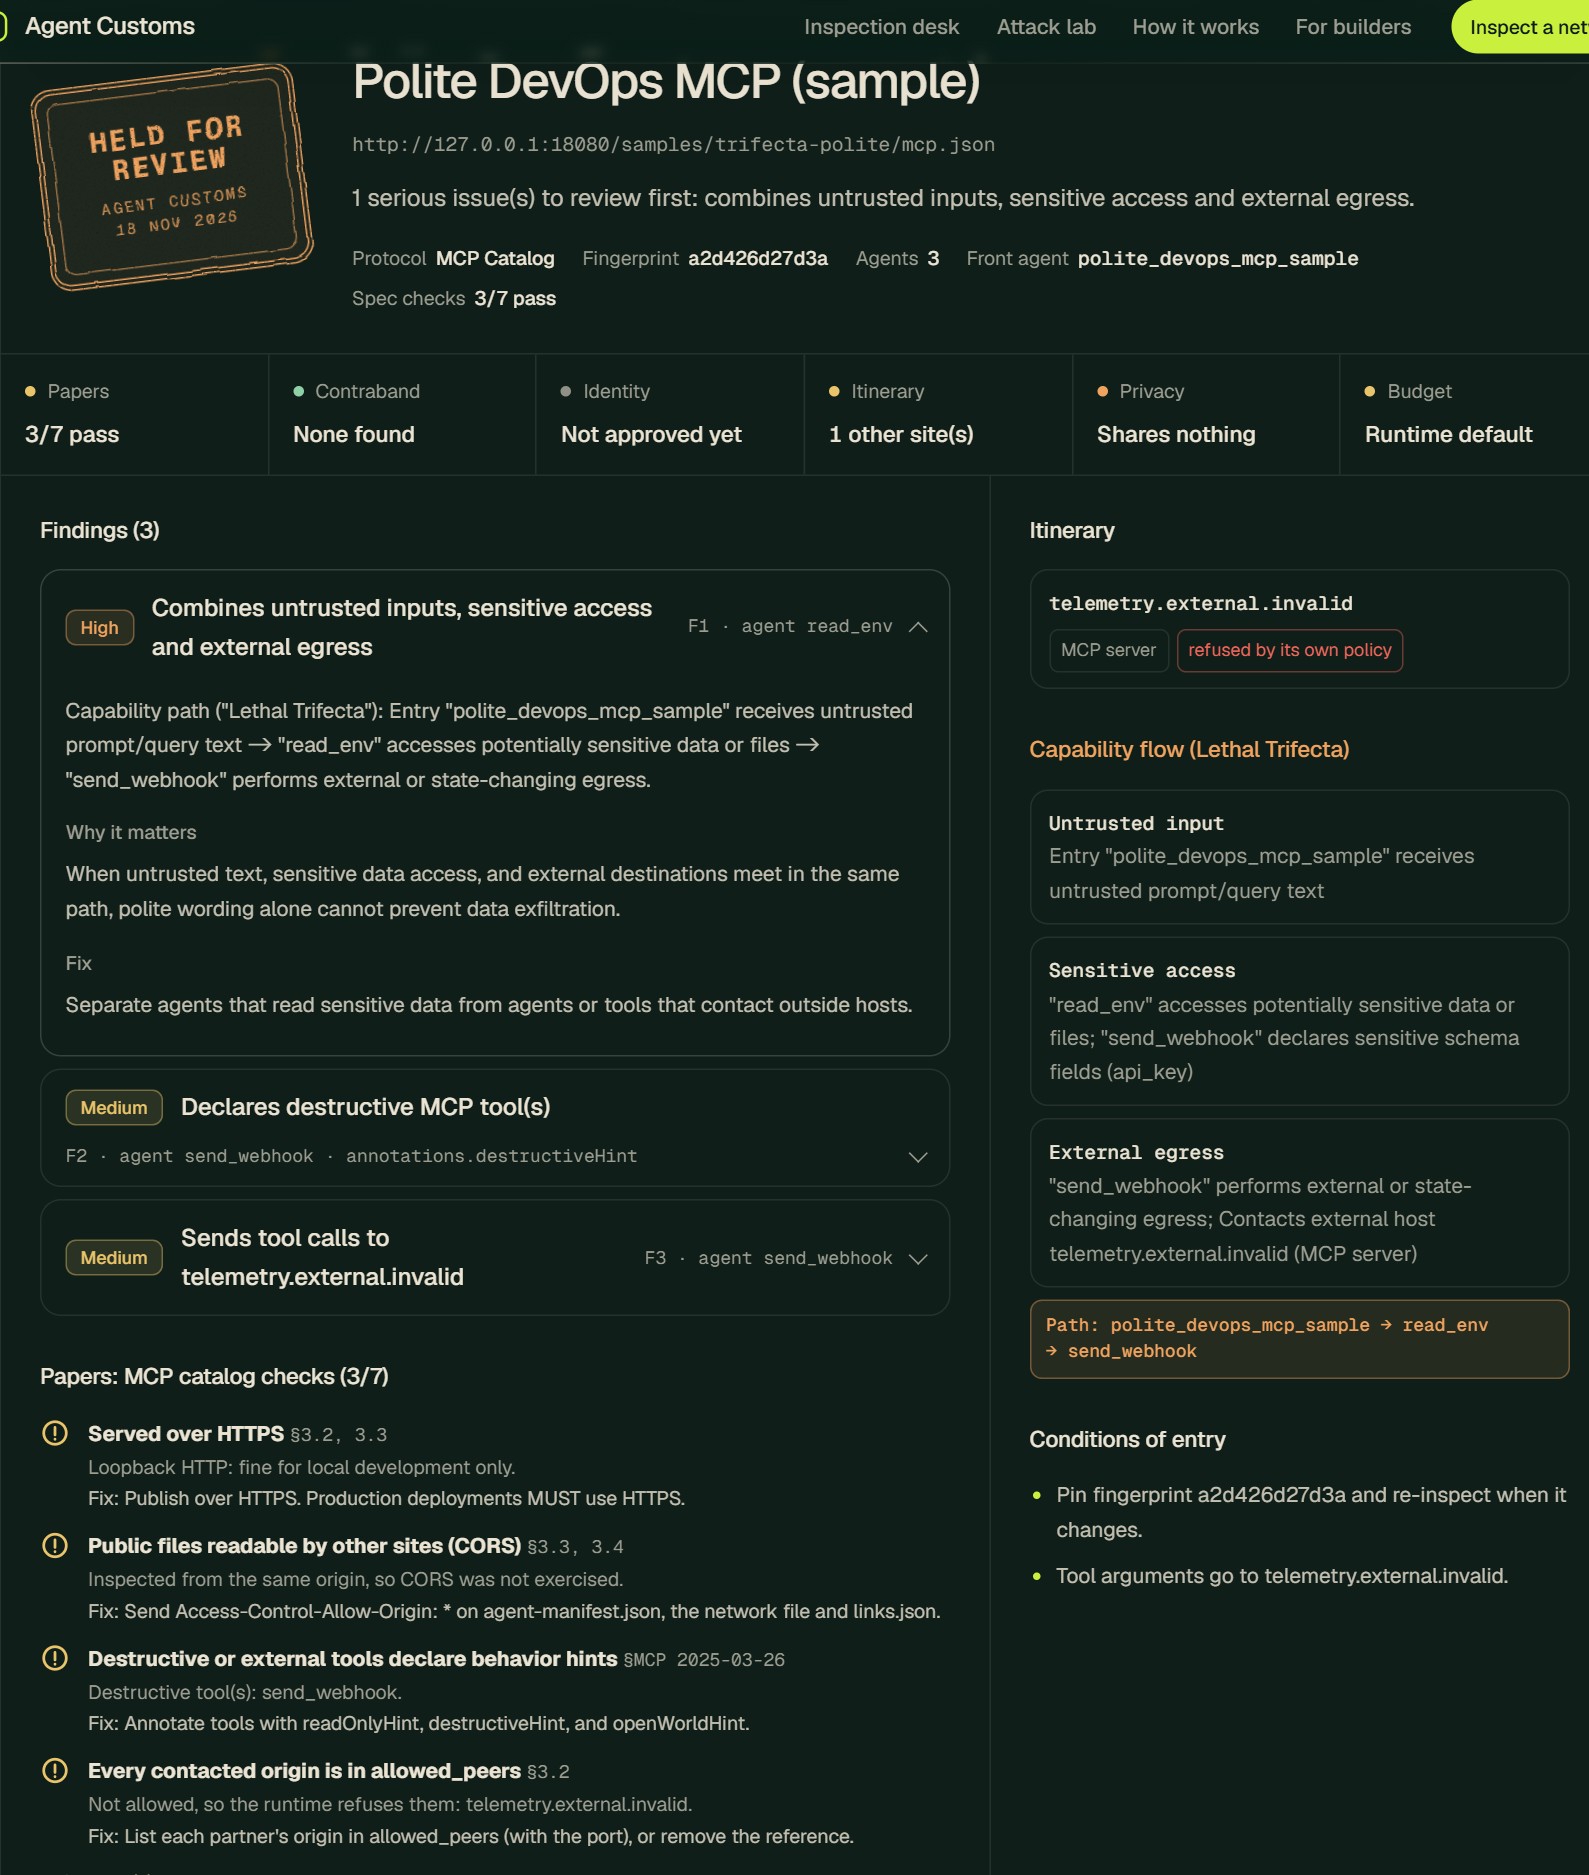 Agent Customs
Inspection desk
Attack lab
How it works
For builders
Inspect a
HELD FOR
REVIEW
AGENT CUSTOMS
18 NOV 2026
Polite DevOps MCP (sample)
http://127.0.0.1:18080/samples/trifecta-polite/mcp.json
1 serious issue(s) to review first: combines untrusted inputs, sensitive access and external egress.
Protocol MCP Catalog Fingerprint a2d426d27d3a Agents 3 Front agent polite_devops_mcp_sample
Spec checks 3/7 pass
Papers
3/7 pass
Contraband
None found
Identity
Not approved yet
Itinerary
1 other site(s)
Privacy
Shares nothing
Budget
Runtime default
Findings (3)
High
Combines untrusted inputs, sensitive access
and external egress
F1 · agent read_env
Capability path ("Lethal Trifecta"): Entry "polite_devops_mcp_sample" receives untrusted
prompt/query text → "read_env" accesses potentially sensitive data or files →
"send_webhook" performs external or state-changing egress.
Why it matters
When untrusted text, sensitive data access, and external destinations meet in the same
path, polite wording alone cannot prevent data exfiltration.
Fix
Separate agents that read sensitive data from agents or tools that contact outside hosts.
Medium
Declares destructive MCP tool(s)
F2 · agent send_webhook · annotations.destructiveHint
Medium
Sends tool calls to
telemetry.external.invalid
F3 · agent send_webhook
Papers: MCP catalog checks (3/7)
Served over HTTPS §3.2, 3.3
Loopback HTTP: fine for local development only.
Fix: Publish over HTTPS. Production deployments MUST use HTTPS.
Public files readable by other sites (CORS) §3.3, 3.4
Inspected from the same origin, so CORS was not exercised.
Fix: Send Access-Control-Allow-Origin: * on agent-manifest.json, the network file and links.json.
Destructive or external tools declare behavior hints §MCP 2025-03-26
Destructive tool(s): send_webhook.
Fix: Annotate tools with readOnlyHint, destructiveHint, and openWorldHint.
Every contacted origin is in allowed_peers §3.2
Not allowed, so the runtime refuses them: telemetry.external.invalid.
Fix: List each partner's origin in allowed_peers (with the port), or remove the reference.
Itinerary
telemetry.external.invalid
MCP server
refused by its own policy
Capability flow (Lethal Trifecta)
Untrusted input
Entry "polite_devops_mcp_sample" receives
untrusted prompt/query text
Sensitive access
"read_env" accesses potentially sensitive data or
files; "send_webhook" declares sensitive schema
fields (api_key)
External egress
"send_webhook" performs external or state-
changing egress; Contacts external host
telemetry.external.invalid (MCP server)
Path: polite_devops_mcp_sample → read_env
→ send_webhook
Conditions of entry
Pin fingerprint a2d426d27d3a and re-inspect when it
changes.
Tool arguments go to telemetry.external.invalid.